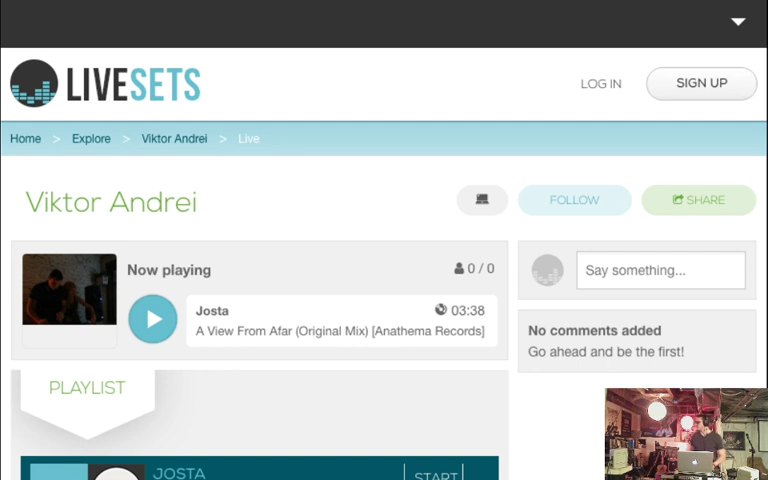 LIVESETS
LOG IN
SIGN UP
Home > Explore > Viktor Andrei > Live
Viktor Andrei
FOLLOW
SHARE
Now playing
0 / 0
Josta
03:38
A View From Afar (Original Mix) [Anathema Records]
Say something...
No comments added
Go ahead and be the first!
PLAYLIST
JOSTA
START